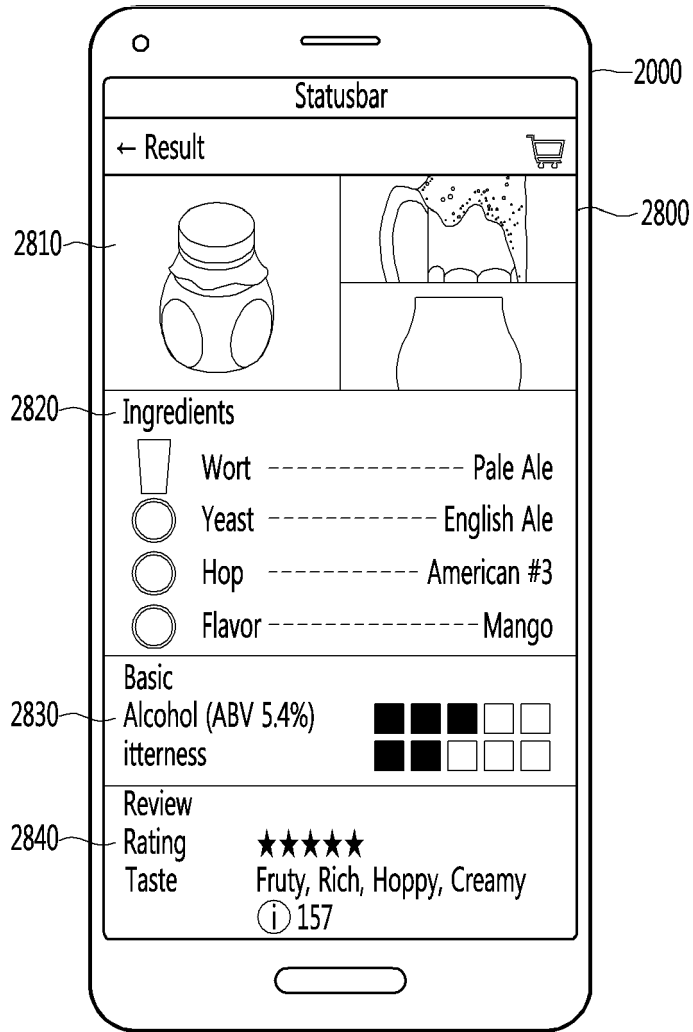 2000
Statusbar
← Result
2800
2810
2820
Ingredients
Wort Pale Ale
Yeast English Ale
Hop American #3
Flavor Mango
Basic
2830
Alcohol (ABV 5.4%)
itterness
Review
2840
Rating ★★★★★
Taste Fruty, Rich, Hoppy, Creamy
ⓘ 157